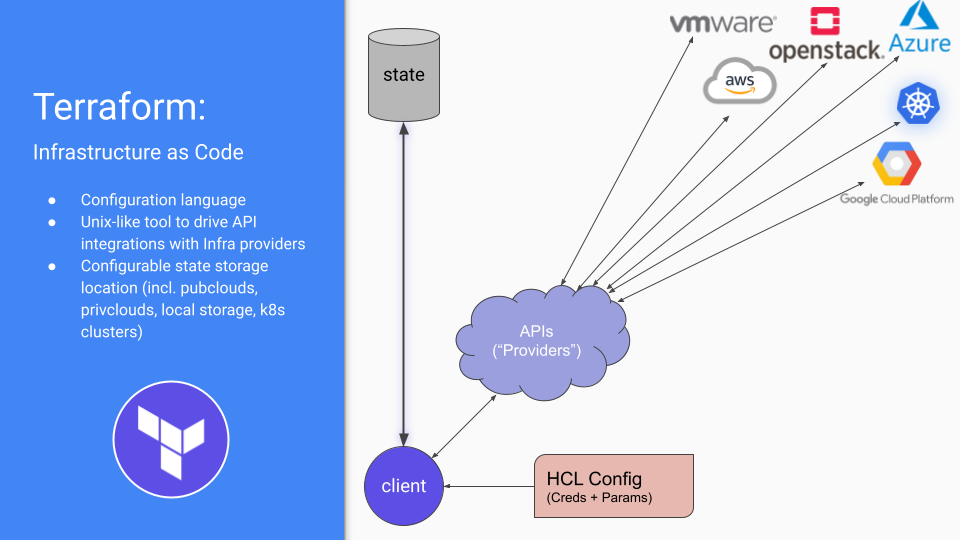 Terraform:
Infrastructure as Code
● Configuration language
● Unix-like tool to drive API
integrations with Infra providers
● Configurable state storage
location (incl. pubclouds,
privclouds, local storage, k8s
clusters)
state
vmware®
openstack.
Azure
aws
Google Cloud Platform
APIs
(“Providers”)
client
HCL Config
(Creds + Params)